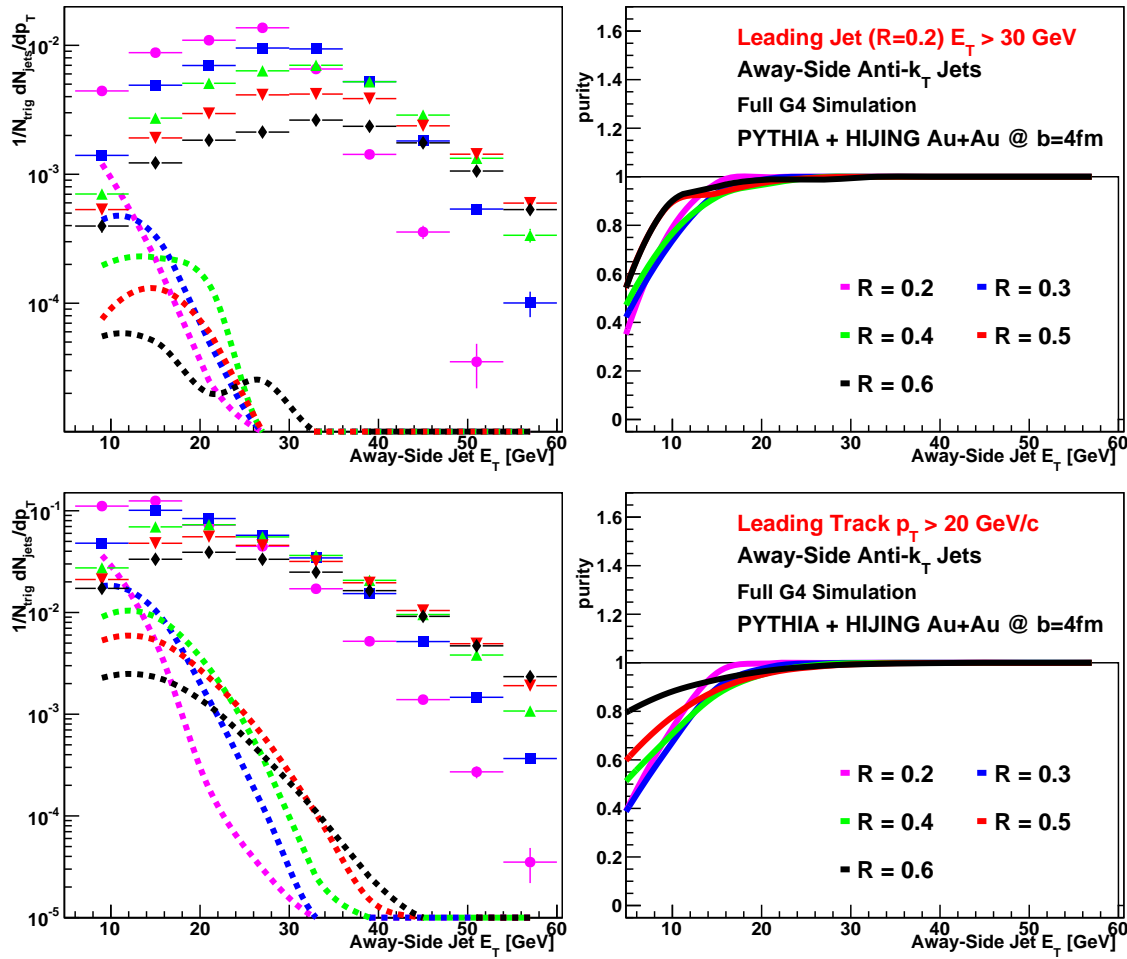 1/N_trig dN_jets/dp_T
10^-2
10^-3
10^-4
10 20 30 40 50 60
Away-Side Jet E_T [GeV]
purity
1.6
1.4
1.2
1
0.8
0.6
0.4
0.2
0
10 20 30 40 50 60
Away-Side Jet E_T [GeV]
Leading Jet (R=0.2) E_T > 30 GeV
Away-Side Anti-k_T Jets
Full G4 Simulation
PYTHIA + HIJING Au+Au @ b=4fm
R = 0.2 R = 0.3
R = 0.4 R = 0.5
R = 0.6
1/N_trig dN_jets/dp_T
10^-1
10^-2
10^-3
10^-4
10^-5
10 20 30 40 50 60
Away-Side Jet E_T [GeV]
purity
1.6
1.4
1.2
1
0.8
0.6
0.4
0.2
0
10 20 30 40 50 60
Away-Side Jet E_T [GeV]
Leading Track p_T > 20 GeV/c
Away-Side Anti-k_T Jets
Full G4 Simulation
PYTHIA + HIJING Au+Au @ b=4fm
R = 0.2 R = 0.3
R = 0.4 R = 0.5
R = 0.6